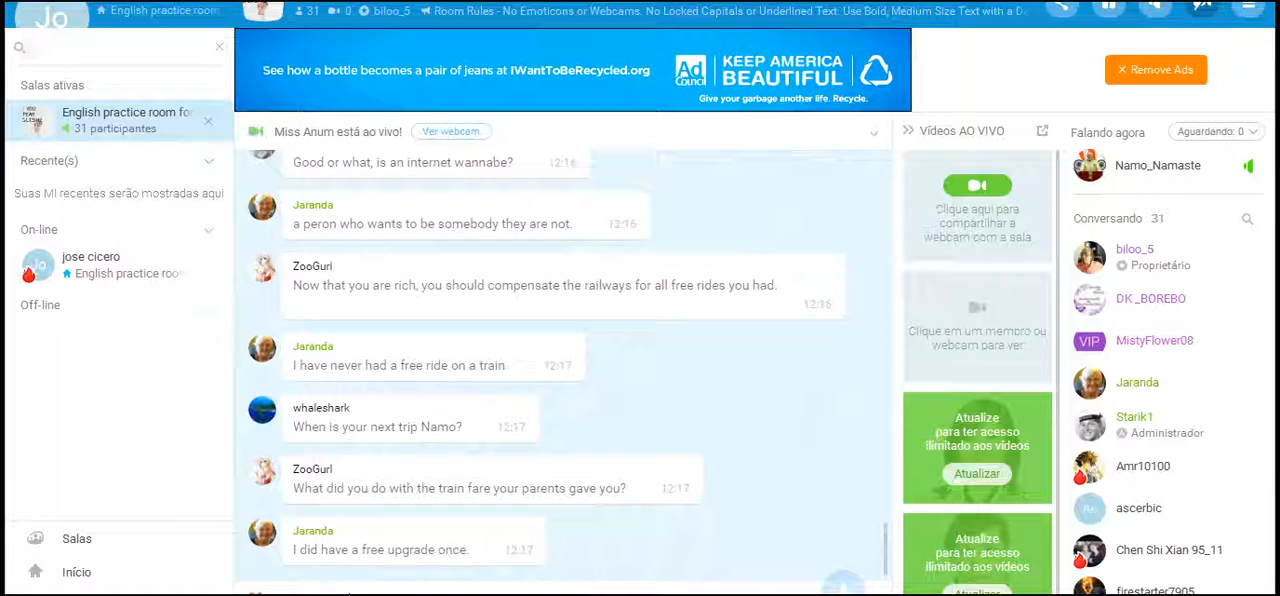 Jo
English practice room
31
0
biloo_5
Room Rules - No Emoticons or Webcams. No Locked Capitals or Underlined Text. Use Bold, Medium Size Text with a D
See how a bottle becomes a pair of jeans at IWantToBeRecycled.org
Ad
COUNCIL
KEEP AMERICA
BEAUTIFUL
Give your garbage another life. Recycle.
Remove Ads
Salas ativas
English practice room for
31 participantes
Recente(s)
Suas MI recentes serão mostradas aqui
On-line
Jo
jose cicero
English practice room
Off-line
Salas
Início
Miss Anum está ao vivo!
Ver webcam
Good or what, is an internet wannabe?
12:16
Jaranda
a peron who wants to be somebody they are not.
12:16
ZooGurl
Now that you are rich, you should compensate the railways for all free rides you had.
12:16
Jaranda
I have never had a free ride on a train
12:17
whaleshark
When is your next trip Namo?
12:17
ZooGurl
What did you do with the train fare your parents gave you?
12:17
Jaranda
I did have a free upgrade once.
12:17
Vídeos AO VIVO
Clique aqui para
compartilhar a
webcam com a sala
Clique em um membro ou
webcam para ver
Atualize
para ter acesso
ilimitado aos vídeos
Atualizar
Atualize
para ter acesso
ilimitado aos vídeos
Atualizar
Falando agora
Aguardando: 0
Namo_Namaste
Conversando 31
biloo_5
Proprietário
DK_BOREBO
VIP
MistyFlower08
Jaranda
Starik1
Administrador
Amr10100
ascerbic
Chen Shi Xian 95_11
firestarter7905